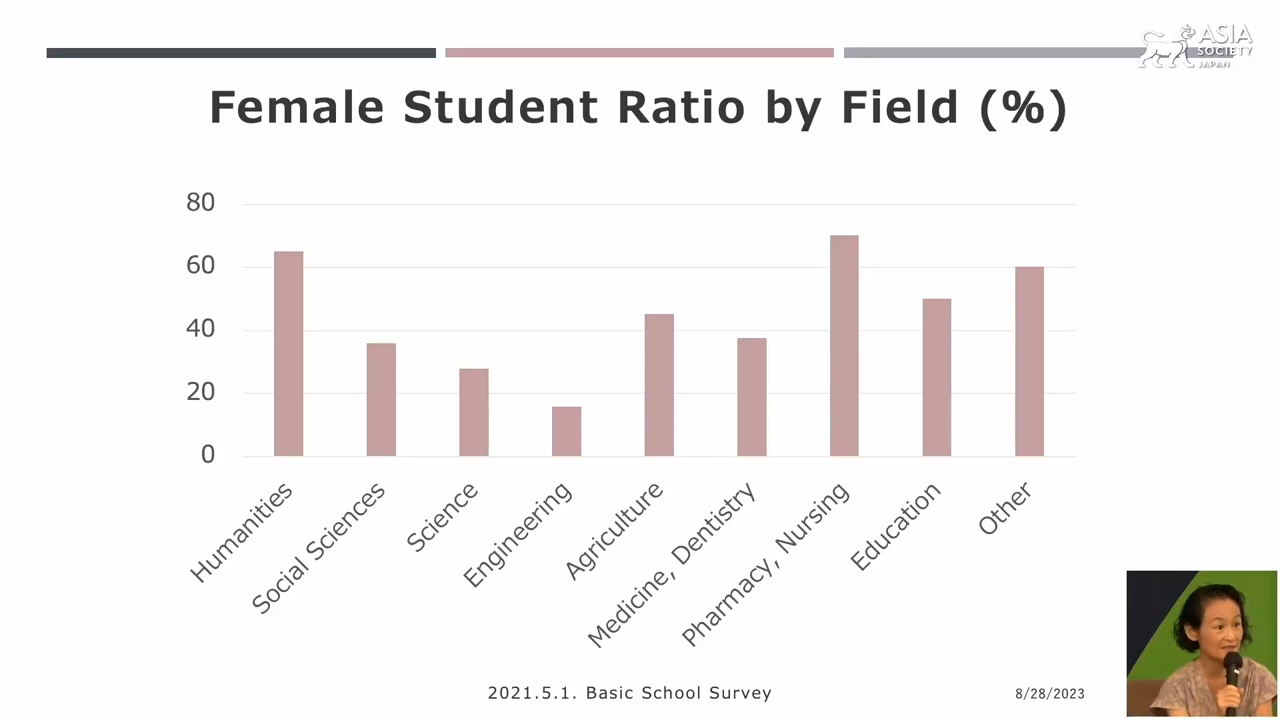 ASIA
SOCIETY
JAPAN
Female Student Ratio by Field (%)
80
60
40
20
0
Humanities
Social Sciences
Science
Engineering
Agriculture
Medicine, Dentistry
Pharmacy, Nursing
Education
Other
2021.5.1. Basic School Survey
8/28/2023